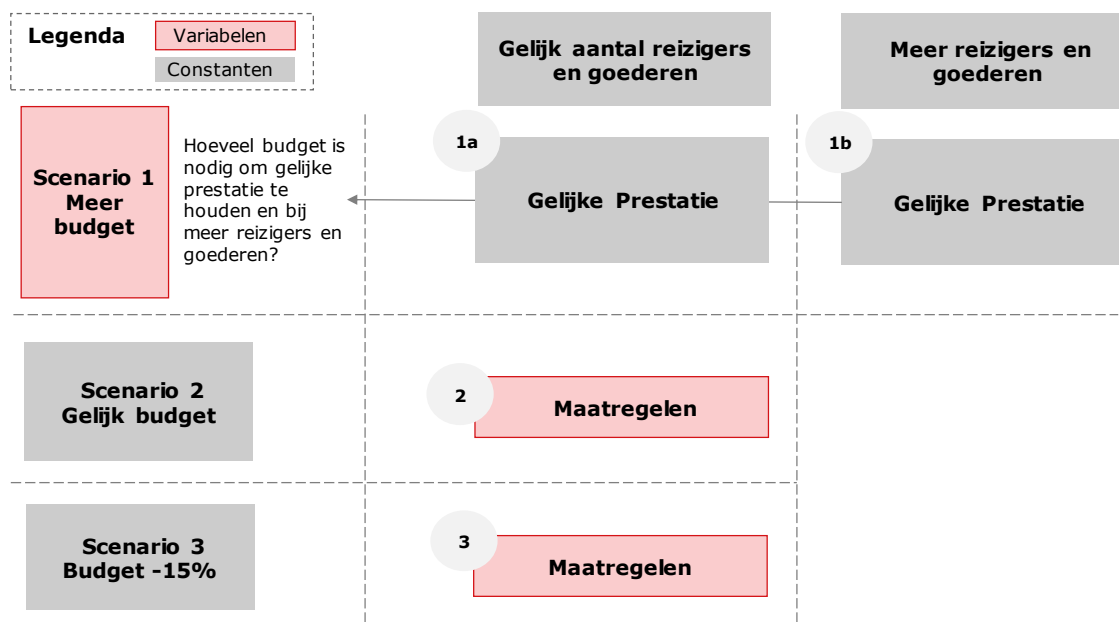 Legenda
Variabelen
Constanten
Gelijk aantal reizigers
en goederen
Meer reizigers en
goederen
Scenario 1
Meer
budget
Hoeveel budget is
nodig om gelijke
prestatie te
houden en bij
meer reizigers en
goederen?
1a
Gelijke Prestatie
1b
Gelijke Prestatie
Scenario 2
Gelijk budget
2
Maatregelen
Scenario 3
Budget -15%
3
Maatregelen